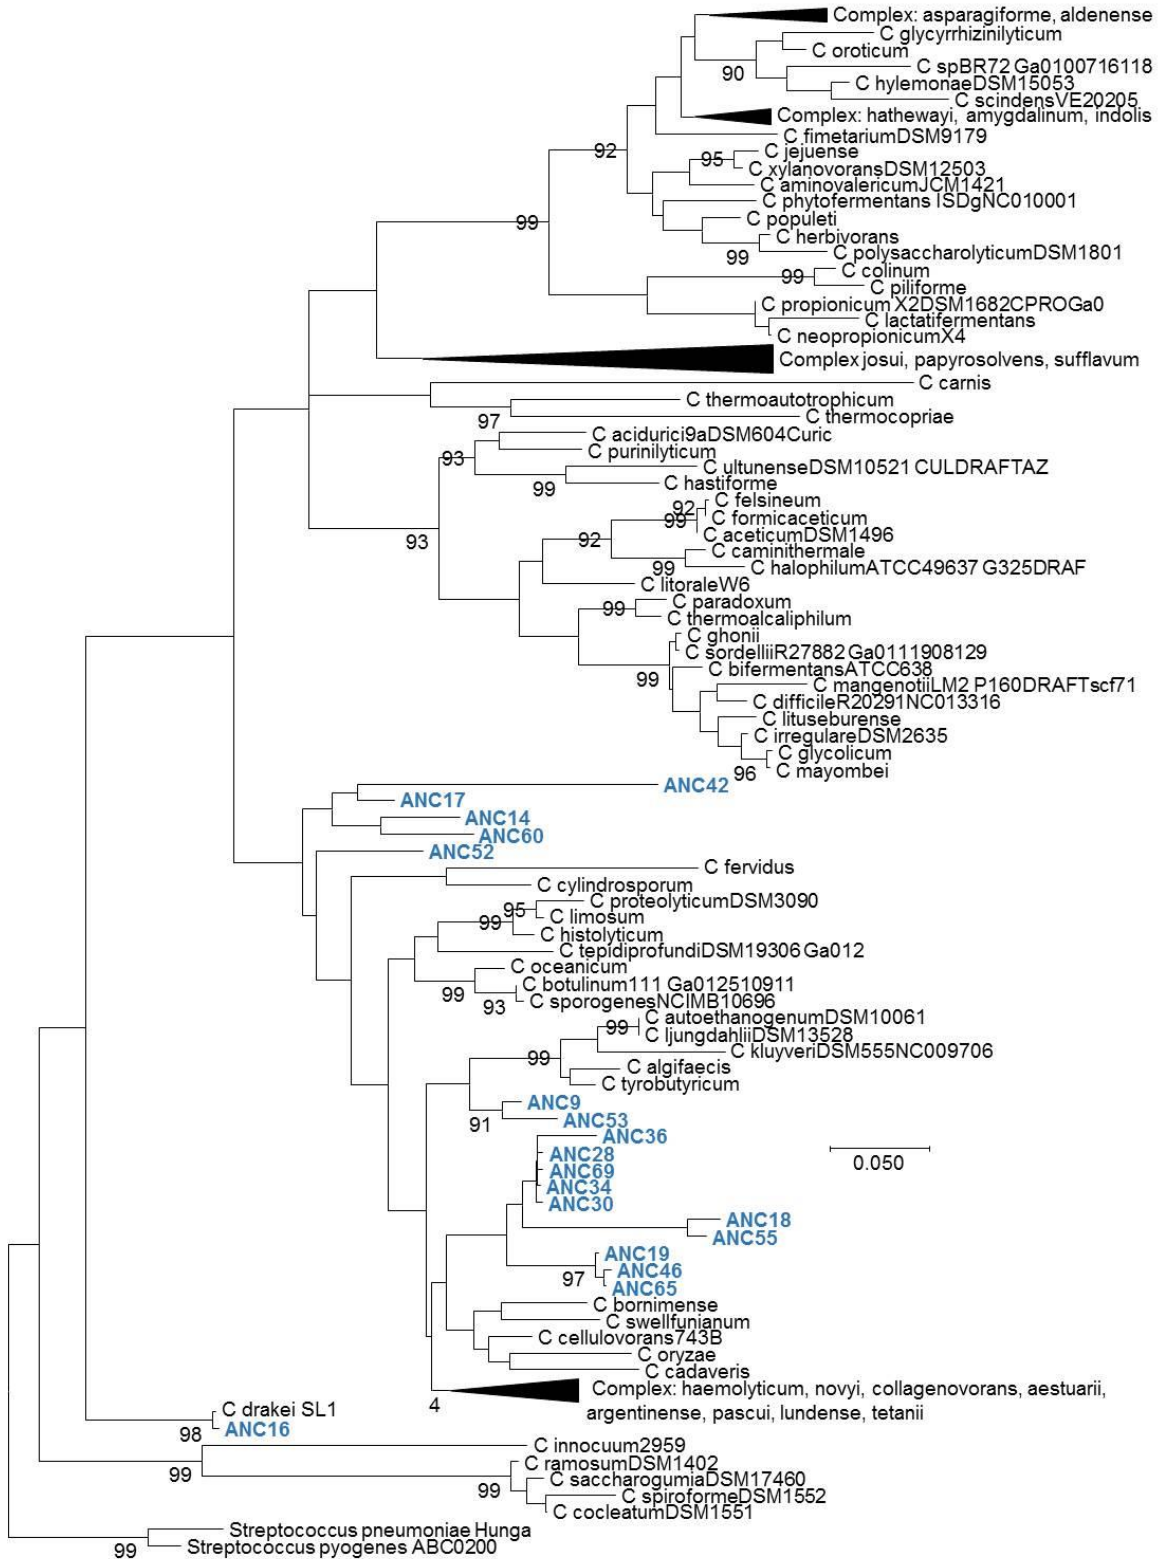 Complex: asparagiforme, aldenense
C glycyrrhizinilyticum
C oroticum
C spBR72 Ga0100716118
90
C hylemonaeDSM15053
C scindensVE20205
Complex: hathewayi, amygdalinum, indolis
C fimetariumDSM9179
92
C jejuense
95
C xylanovoransDSM12503
C aminovalericumJCM1421
C phytofermentans ISDgNC010001
C populeti
99
C herbivorans
C polysaccharolyticumDSM1801
99
C colinum
99
C piliforme
C propionicum X2DSM1682CPROGa0
C lactatifermentans
C neopropionicumX4
Complex josui, papyrosolvens, sufflavum
C carnis
C thermoautotrophicum
C thermocopriae
97
C acidurici9aDSM604Curic
C purinilyticum
93
C ultunenseDSM10521 CULDRAFTAZ
C hastiforme
99
C felsineum
92
C formicaceticum
99
C aceticumDSM1496
92
93
C caminithermale
C halophilumATCC49637 G325DRAF
99
C litoraleW6
C paradoxum
99
C thermoalcaliphilum
C ghonii
C sordelliiR27882 Ga0111908129
C bifermentansATCC638
99
C mangenotiiLM2 P160DRAFTscf71
C difficileR20291NC013316
C lituseburense
C irregulareDSM2635
C glycolicum
C mayombei
96
ANC42
ANC17
ANC14
ANC60
ANC52
C fervidus
C cylindrosporum
C proteolyticumDSM3090
95
C limosum
99
C histolyticum
C tepidiprofundiDSM19306 Ga012
C oceanicum
C botulinum111 Ga012510911
99
93
C sporogenesNCIMB10696
C autoethanogenumDSM10061
99
C ljungdahliiDSM13528
C kluyveriDSM555NC009706
99
C algifaecis
C tyrobutyricum
ANC9
ANC53
91
ANC36
ANC28
0.050
ANC69
ANC34
ANC30
ANC18
ANC55
ANC19
ANC46
97
ANC65
C bornimense
C swellfunianum
C cellulovorans743B
C oryzae
C cadaveris
Complex: haemolyticum, novyi, collagenovorans, aestuarii,
4
argentinense, pascui, lundense, tetanii
C drakei SL1
ANC16
98
C innocuum2959
C ramosumDSM1402
99
C saccharogumiaDSM17460
99
C spiroformeDSM1552
C cocleatumDSM1551
Streptococcus pneumoniae Hunga
Streptococcus pyogenes ABC0200
99